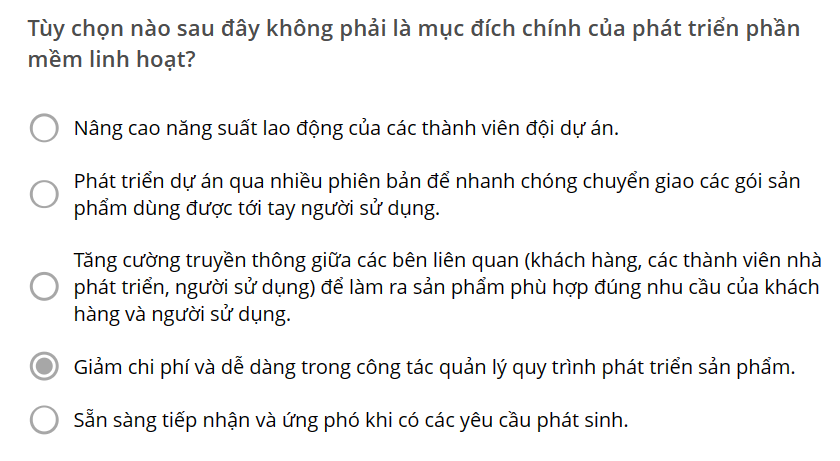 Tùy chọn nào sau đây không phải là mục đích chính của phát triển phần
mềm linh hoạt?
Nâng cao năng suất lao động của các thành viên đội dự án.
Phát triển dự án qua nhiều phiên bản để nhanh chóng chuyển giao các gói sản
phẩm dùng được tới tay người sử dụng.
Tăng cường truyền thông giữa các bên liên quan (khách hàng, các thành viên nhà
phát triển, người sử dụng) để làm ra sản phẩm phù hợp đúng nhu cầu của khách
hàng và người sử dụng.
Giảm chi phí và dễ dàng trong công tác quản lý quy trình phát triển sản phẩm.
Sẵn sàng tiếp nhận và ứng phó khi có các yêu cầu phát sinh.